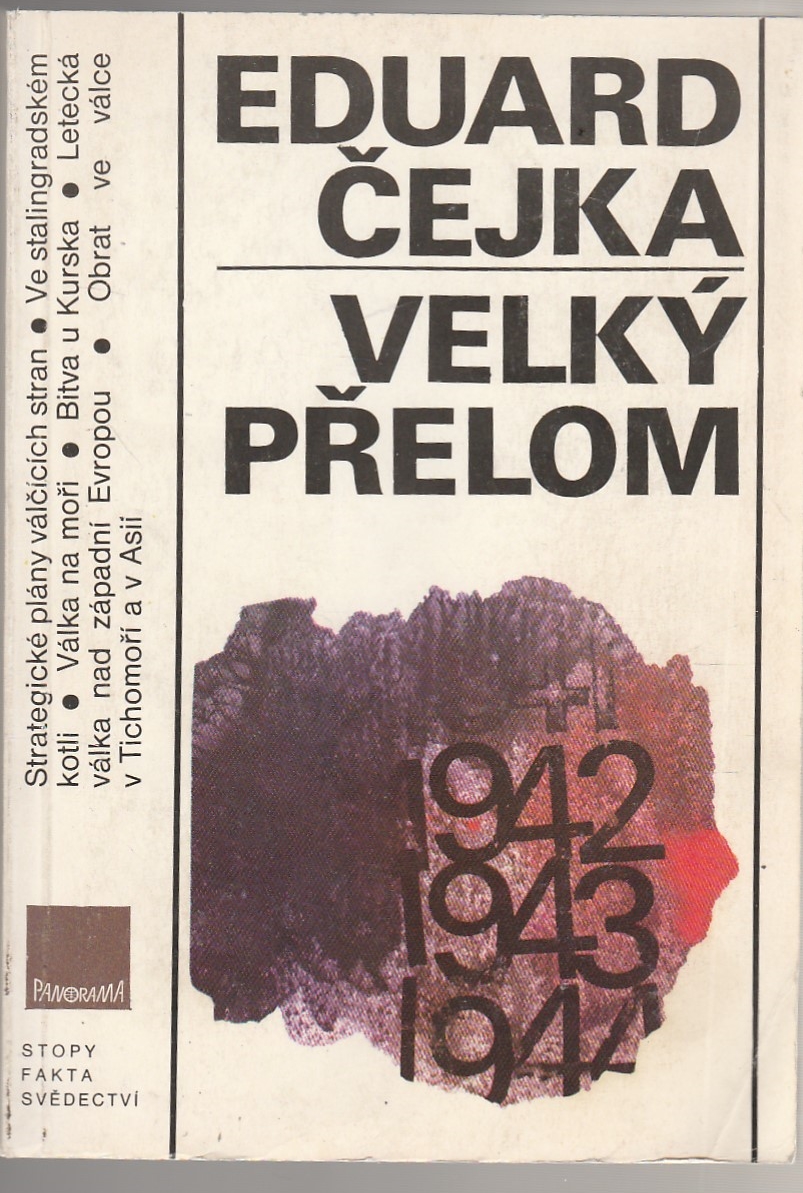 EDUARD
ČEJKA
VELKÝ
PŘELOM
Strategické plány válčících stran ● Ve stalingradském
kotli ● Válka na moři ● Bitva u Kurska ● Letecká
válka nad západní Evropou ● Obrat ve válce
v Tichomoří a v Asii
1941
1942
1943
1944
PANORAMA
STOPY
FAKTA
SVĚDECTVÍ